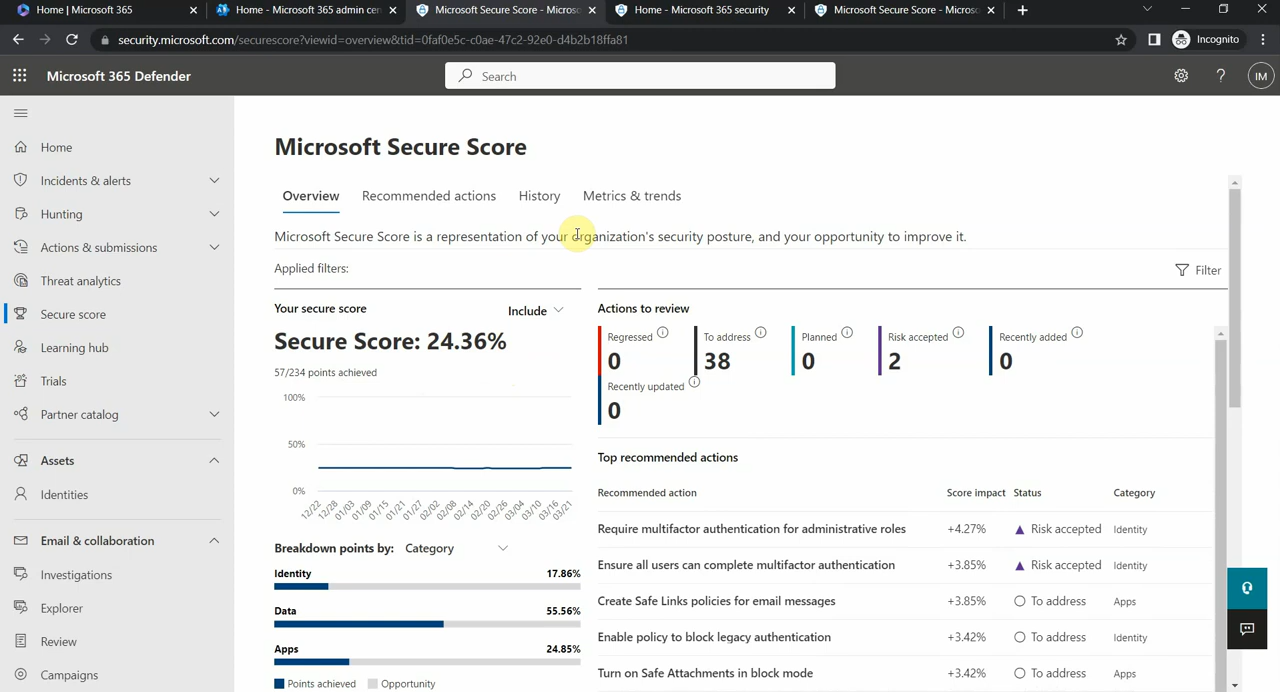 Home | Microsoft 365
Home - Microsoft 365 admin cen
Microsoft Secure Score - Microso
Home - Microsoft 365 security
Microsoft Secure Score - Microso
security.microsoft.com/securescore?viewid=overview&tid=0faf0e5c-c0ae-47c2-92e0-d4b2b18ffa81
Incognito
Microsoft 365 Defender
Search
IM
Home
Incidents & alerts
Hunting
Actions & submissions
Threat analytics
Secure score
Learning hub
Trials
Partner catalog
Assets
Identities
Email & collaboration
Investigations
Explorer
Review
Campaigns
Microsoft Secure Score
Overview Recommended actions History Metrics & trends
Microsoft Secure Score is a representation of your organization's security posture, and your opportunity to improve it.
Applied filters:
Filter
Your secure score
Include
Secure Score: 24.36%
57/234 points achieved
100%
50%
0%
12/22 12/28 01/03 01/09 01/15 01/21 01/27 02/02 02/08 02/14 02/20 02/26 03/04 03/10 03/16 03/21
Breakdown points by: Category
Identity 17.86%
Data 55.56%
Apps 24.85%
Points achieved Opportunity
Actions to review
Regressed
0
To address
38
Planned
0
Risk accepted
2
Recently added
0
Recently updated
0
Top recommended actions
Recommended action Score impact Status Category
Require multifactor authentication for administrative roles +4.27% Risk accepted Identity
Ensure all users can complete multifactor authentication +3.85% Risk accepted Identity
Create Safe Links policies for email messages +3.85% To address Apps
Enable policy to block legacy authentication +3.42% To address Identity
Turn on Safe Attachments in block mode +3.42% To address Apps